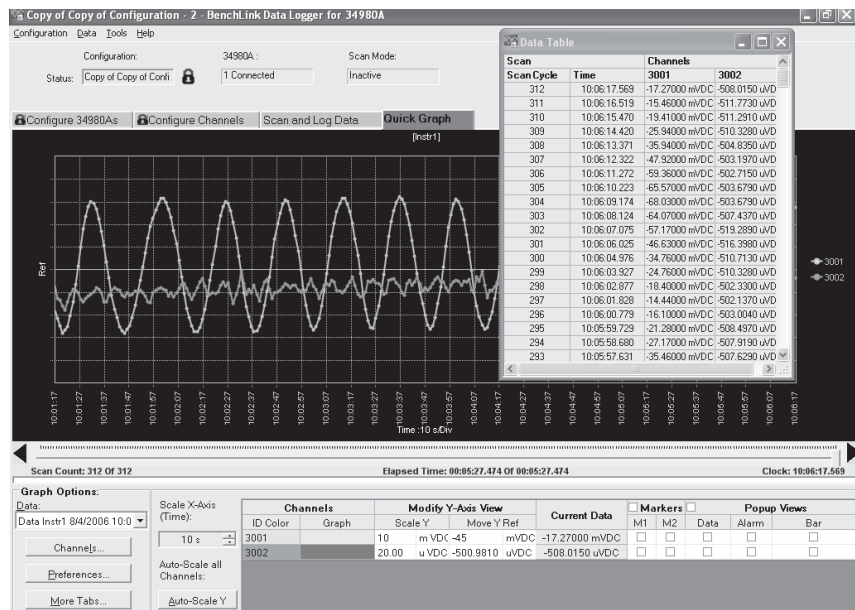 Copy of Copy of Configuration - 2 - BenchLink Data Logger for 34980A
Configuration Data Tools Help
Configuration: 34980A : Scan Mode:
Status: Copy of Copy of Confi 1 Connected Inactive
Configure 34980As Configure Channels Scan and Log Data Quick Graph
[Instr1]
Data Table
Scan Channels
Scan Cycle Time 3001 3002
312 10:06:17.569 -17.27000 mVDC -508.0150 uVD
311 10:06:16.519 -15.46000 mVDC -511.7730 uVD
310 10:06:15.470 -19.41000 mVDC -511.2910 uVD
309 10:06:14.420 -25.94000 mVDC -510.3280 uVD
308 10:06:13.371 -35.94000 mVDC -504.8350 uVD
307 10:06:12.322 -47.92000 mVDC -503.1970 uVD
306 10:06:11.272 -59.36000 mVDC -502.7150 uVD
305 10:06:10.223 -65.57000 mVDC -503.6790 uVD
304 10:06:09.174 -68.03000 mVDC -503.6790 uVD
303 10:06:08.124 -64.07000 mVDC -507.4370 uVD
302 10:06:07.075 -57.17000 mVDC -519.2890 uVD
301 10:06:06.025 -46.63000 mVDC -516.3980 uVD
300 10:06:04.976 -34.76000 mVDC -510.7130 uVD
299 10:06:03.927 -24.76000 mVDC -510.3280 uVD
298 10:06:02.877 -18.40000 mVDC -502.3300 uVD
297 10:06:01.828 -14.44000 mVDC -502.1370 uVD
296 10:06:00.779 -16.10000 mVDC -503.0040 uVD
295 10:05:59.729 -21.28000 mVDC -508.4970 uVD
294 10:05:58.680 -27.17000 mVDC -507.9190 uVD
293 10:05:57.631 -35.46000 mVDC -507.6290 uVD
Ref
3001
3002
10:01:17 10:01:27 10:01:37 10:01:47 10:01:57 10:02:07 10:02:17 10:02:27 10:02:37 10:02:47 10:02:57 10:03:07 10:03:17 10:03:27 10:03:37 10:03:47 10:03:57 10:04:07 10:04:17 10:04:27 10:04:37 10:04:47 10:04:57 10:05:07 10:05:17 10:05:27 10:05:37 10:05:47 10:05:57 10:06:07 10:06:17
Time :10 s/Div
Scan Count: 312 Of 312 Elapsed Time: 00:05:27.474 Of 00:05:27.474 Clock: 10:06:17.569
Graph Options:
Data:
Data Instr1 8/4/2006 10:0
Channels...
Preferences...
More Tabs...
Scale X-Axis
(Time):
10 s
Auto-Scale all
Channels:
Auto-Scale Y
Channels Modify Y-Axis View Current Data Markers Popup Views
ID Color Graph Scale Y Move Y Ref M1 M2 Data Alarm Bar
3001 10 m VDC -45 mVDC -17.27000 mVDC
3002 20.00 u VDC -500.9810 uVDC -508.0150 uVDC